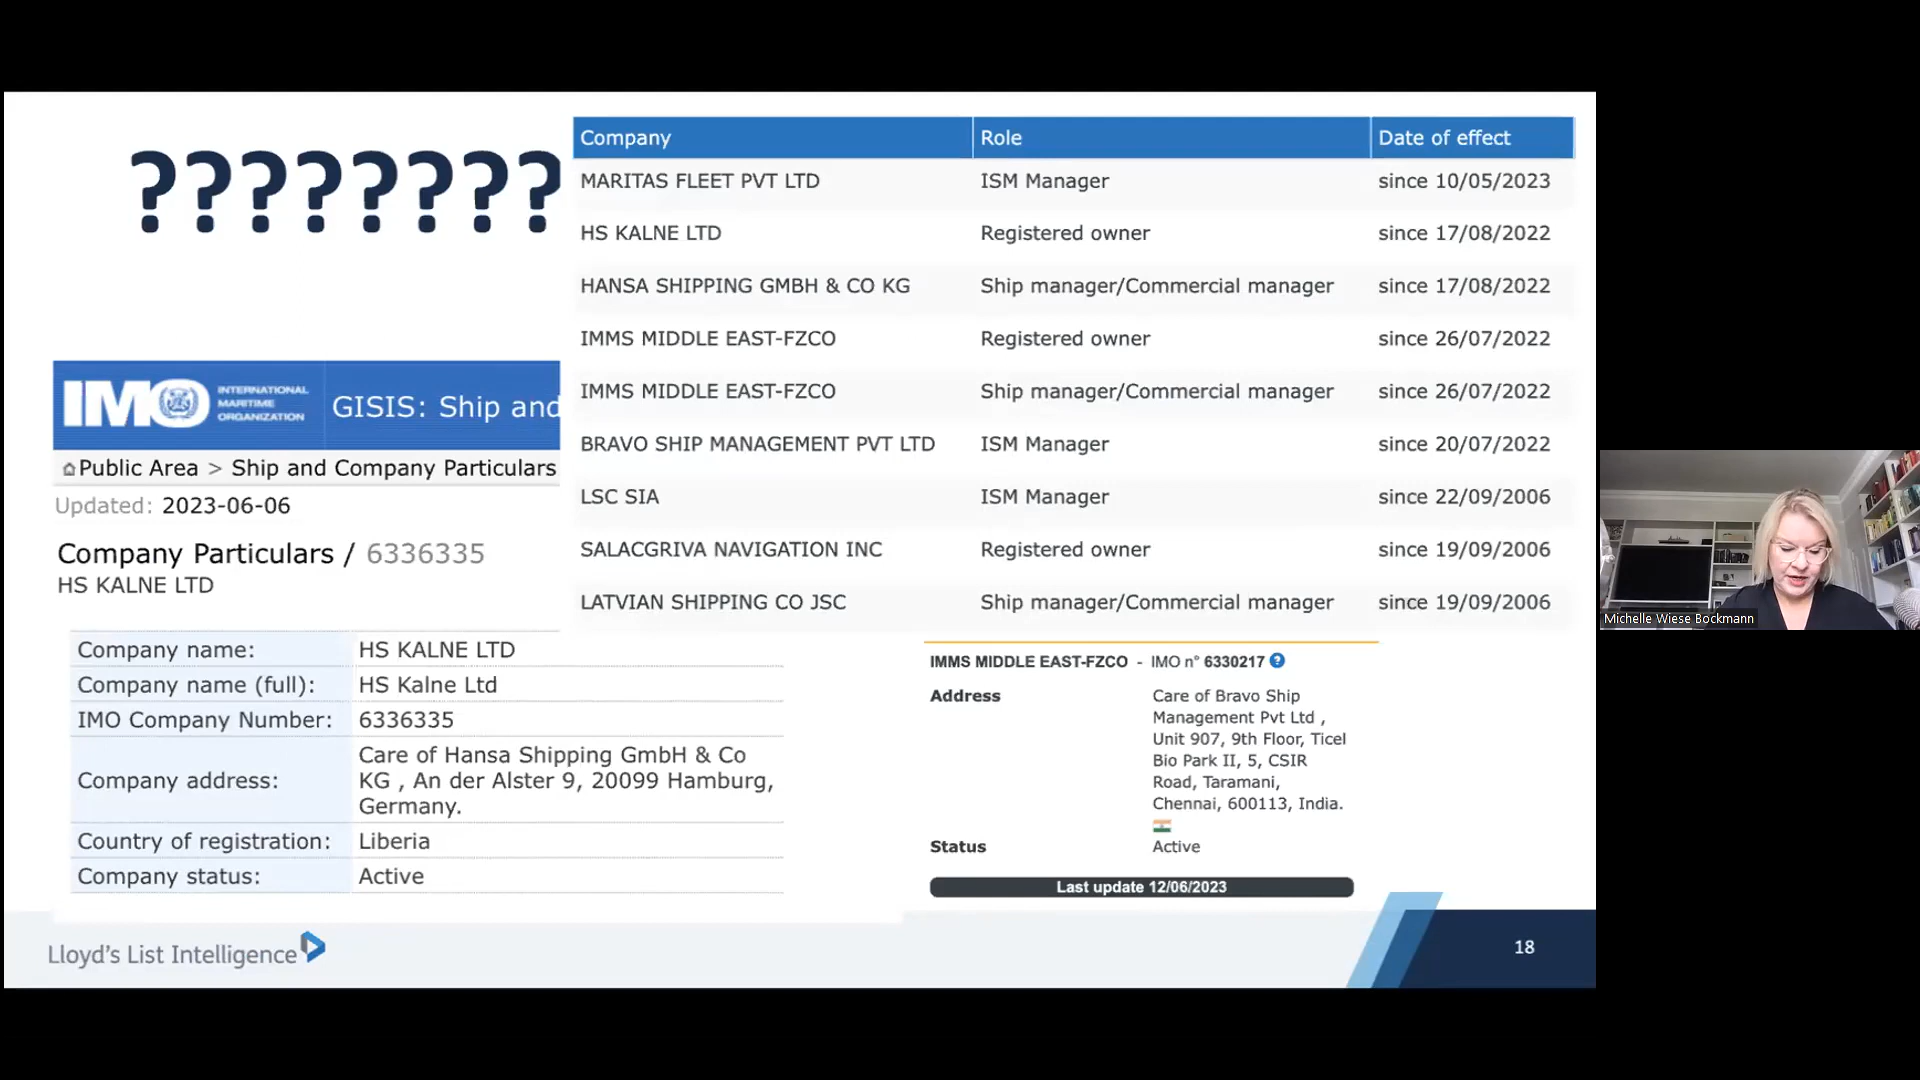 ????????
Company Role Date of effect
MARITAS FLEET PVT LTD ISM Manager since 10/05/2023
HS KALNE LTD Registered owner since 17/08/2022
HANSA SHIPPING GMBH & CO KG Ship manager/Commercial manager since 17/08/2022
IMMS MIDDLE EAST-FZCO Registered owner since 26/07/2022
IMMS MIDDLE EAST-FZCO Ship manager/Commercial manager since 26/07/2022
BRAVO SHIP MANAGEMENT PVT LTD ISM Manager since 20/07/2022
LSC SIA ISM Manager since 22/09/2006
SALACGRIVA NAVIGATION INC Registered owner since 19/09/2006
LATVIAN SHIPPING CO JSC Ship manager/Commercial manager since 19/09/2006
IMO
INTERNATIONAL
MARITIME
ORGANIZATION
GISIS: Ship and
Public Area > Ship and Company Particulars
Updated: 2023-06-06
Company Particulars / 6336335
HS KALNE LTD
Company name: HS KALNE LTD
Company name (full): HS Kalne Ltd
IMO Company Number: 6336335
Company address: Care of Hansa Shipping GmbH & Co
KG , An der Alster 9, 20099 Hamburg,
Germany.
Country of registration: Liberia
Company status: Active
IMMS MIDDLE EAST-FZCO - IMO n° 6330217 ?
Address Care of Bravo Ship
Management Pvt Ltd ,
Unit 907, 9th Floor, Ticel
Bio Park II, 5, CSIR
Road, Taramani,
Chennai, 600113, India.
Status Active
Last update 12/06/2023
Lloyd's List Intelligence
18
Michelle Wiese Bockmann